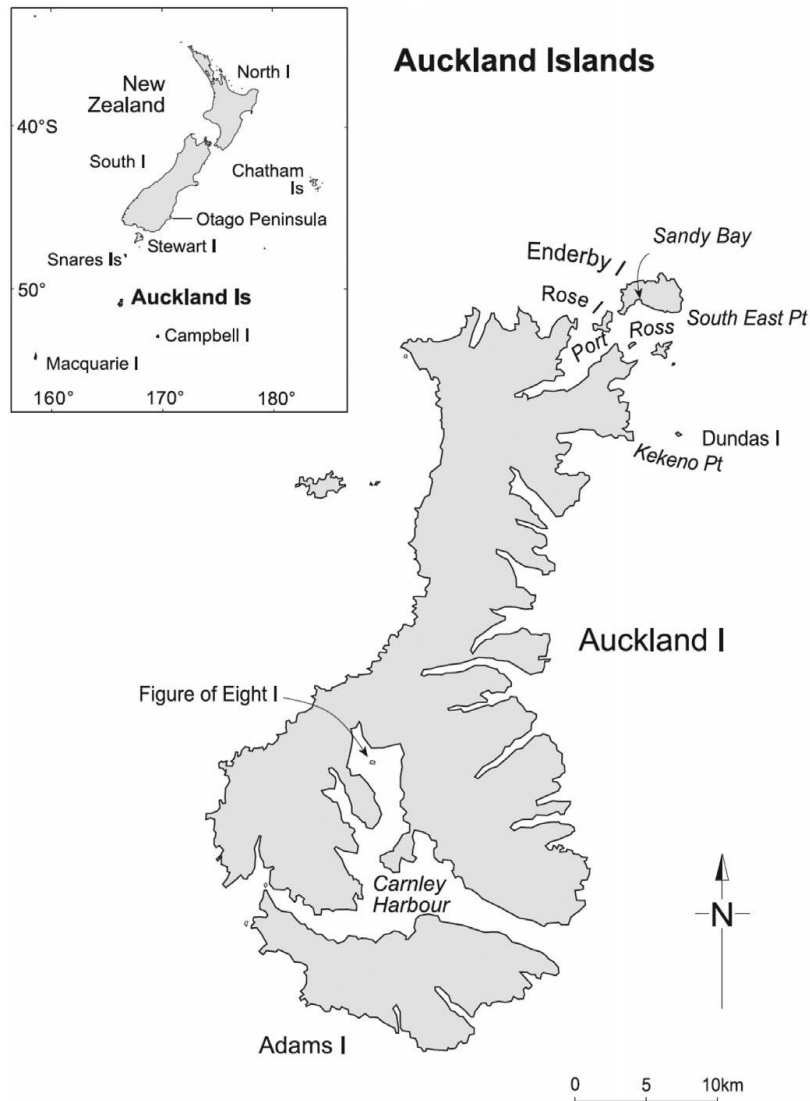 Auckland Islands
New
Zealand
North I
40°S
South I
Chatham
Is
Otago Peninsula
Stewart I
Snares Is
50°
Auckland Is
Campbell I
Macquarie I
160°
170°
180°
Sandy Bay
Enderby I
Rose I
South East Pt
Port Ross
Dundas I
Kekeno Pt
Auckland I
Figure of Eight I
Carnley
Harbour
N
Adams I
0
5
10km